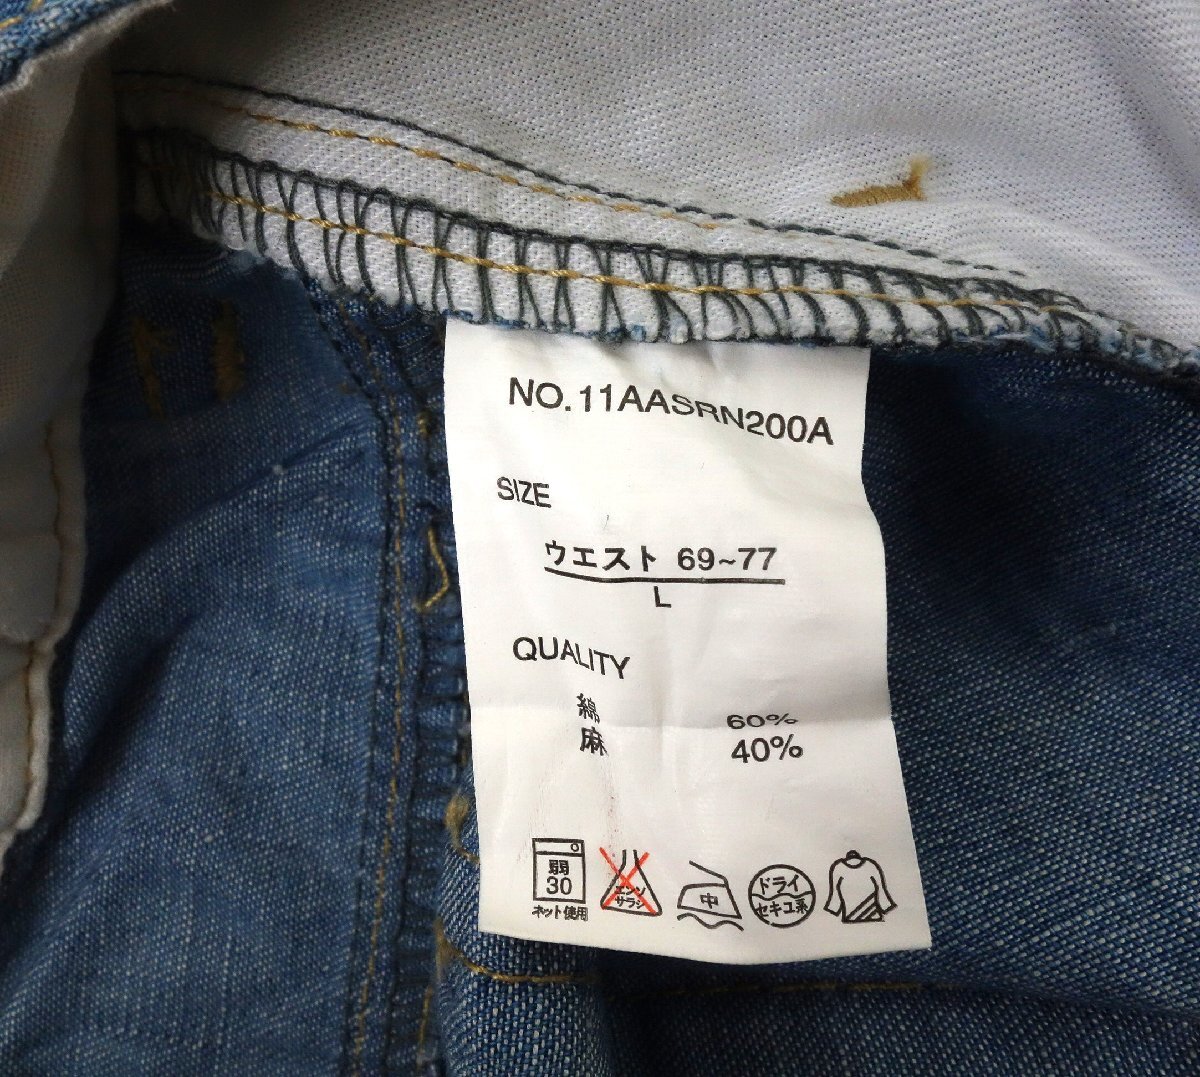 NO.11AASRN200A
SIZE
ウエスト 69~77
L
QUALITY
綿 60%
麻 40%
弱
30
ネット使用
エンソ
サラシ
中
ドライ
セキユ系